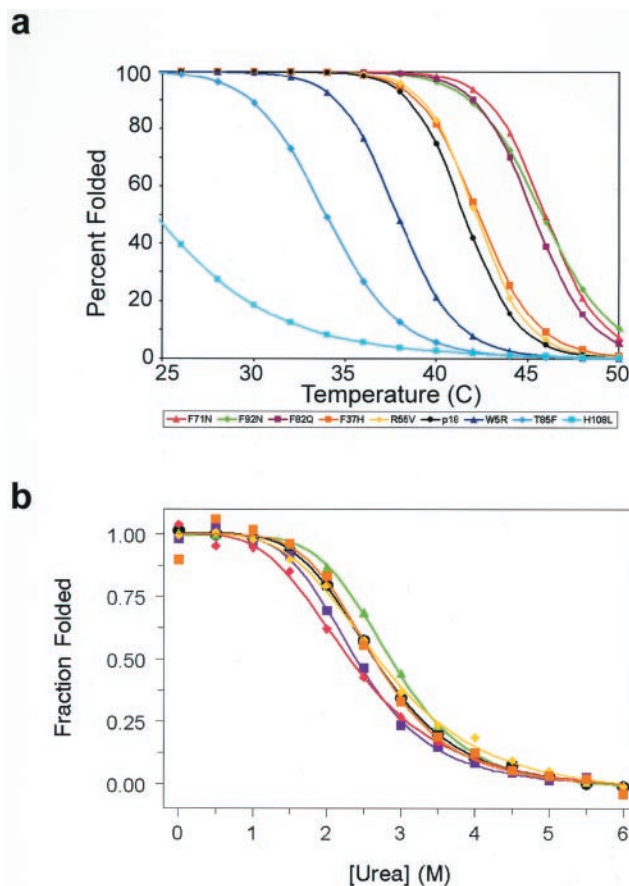 a
Percent Folded
100
80
60
40
20
0
25 30 35 40 45 50
Temperature (C)
F71N F92N F82Q F37H R55V p16 W5R T85F H108L
b
Fraction Folded
1.00
0.75
0.50
0.25
0.00
0 1 2 3 4 5 6
[Urea] (M)